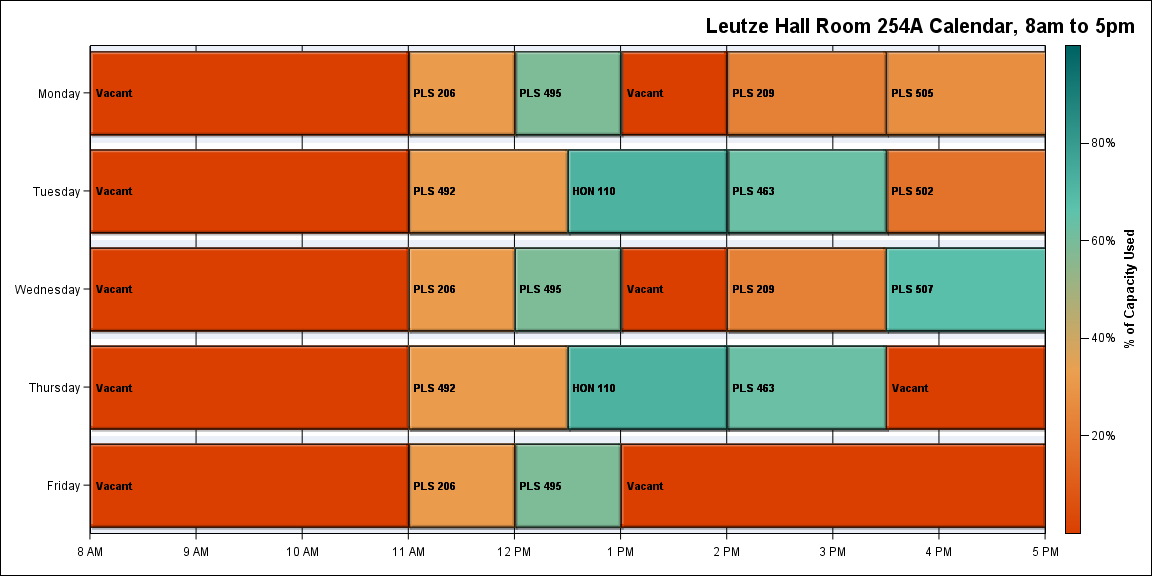 Leutze Hall Room 254A Calendar, 8am to 5pm
Monday
Vacant
PLS 206
PLS 495
Vacant
PLS 209
PLS 505
Tuesday
Vacant
PLS 492
HON 110
PLS 463
PLS 502
Wednesday
Vacant
PLS 206
PLS 495
Vacant
PLS 209
PLS 507
Thursday
Vacant
PLS 492
HON 110
PLS 463
Vacant
Friday
Vacant
PLS 206
PLS 495
Vacant
8 AM
9 AM
10 AM
11 AM
12 PM
1 PM
2 PM
3 PM
4 PM
5 PM
80%
60%
40%
20%
% of Capacity Used